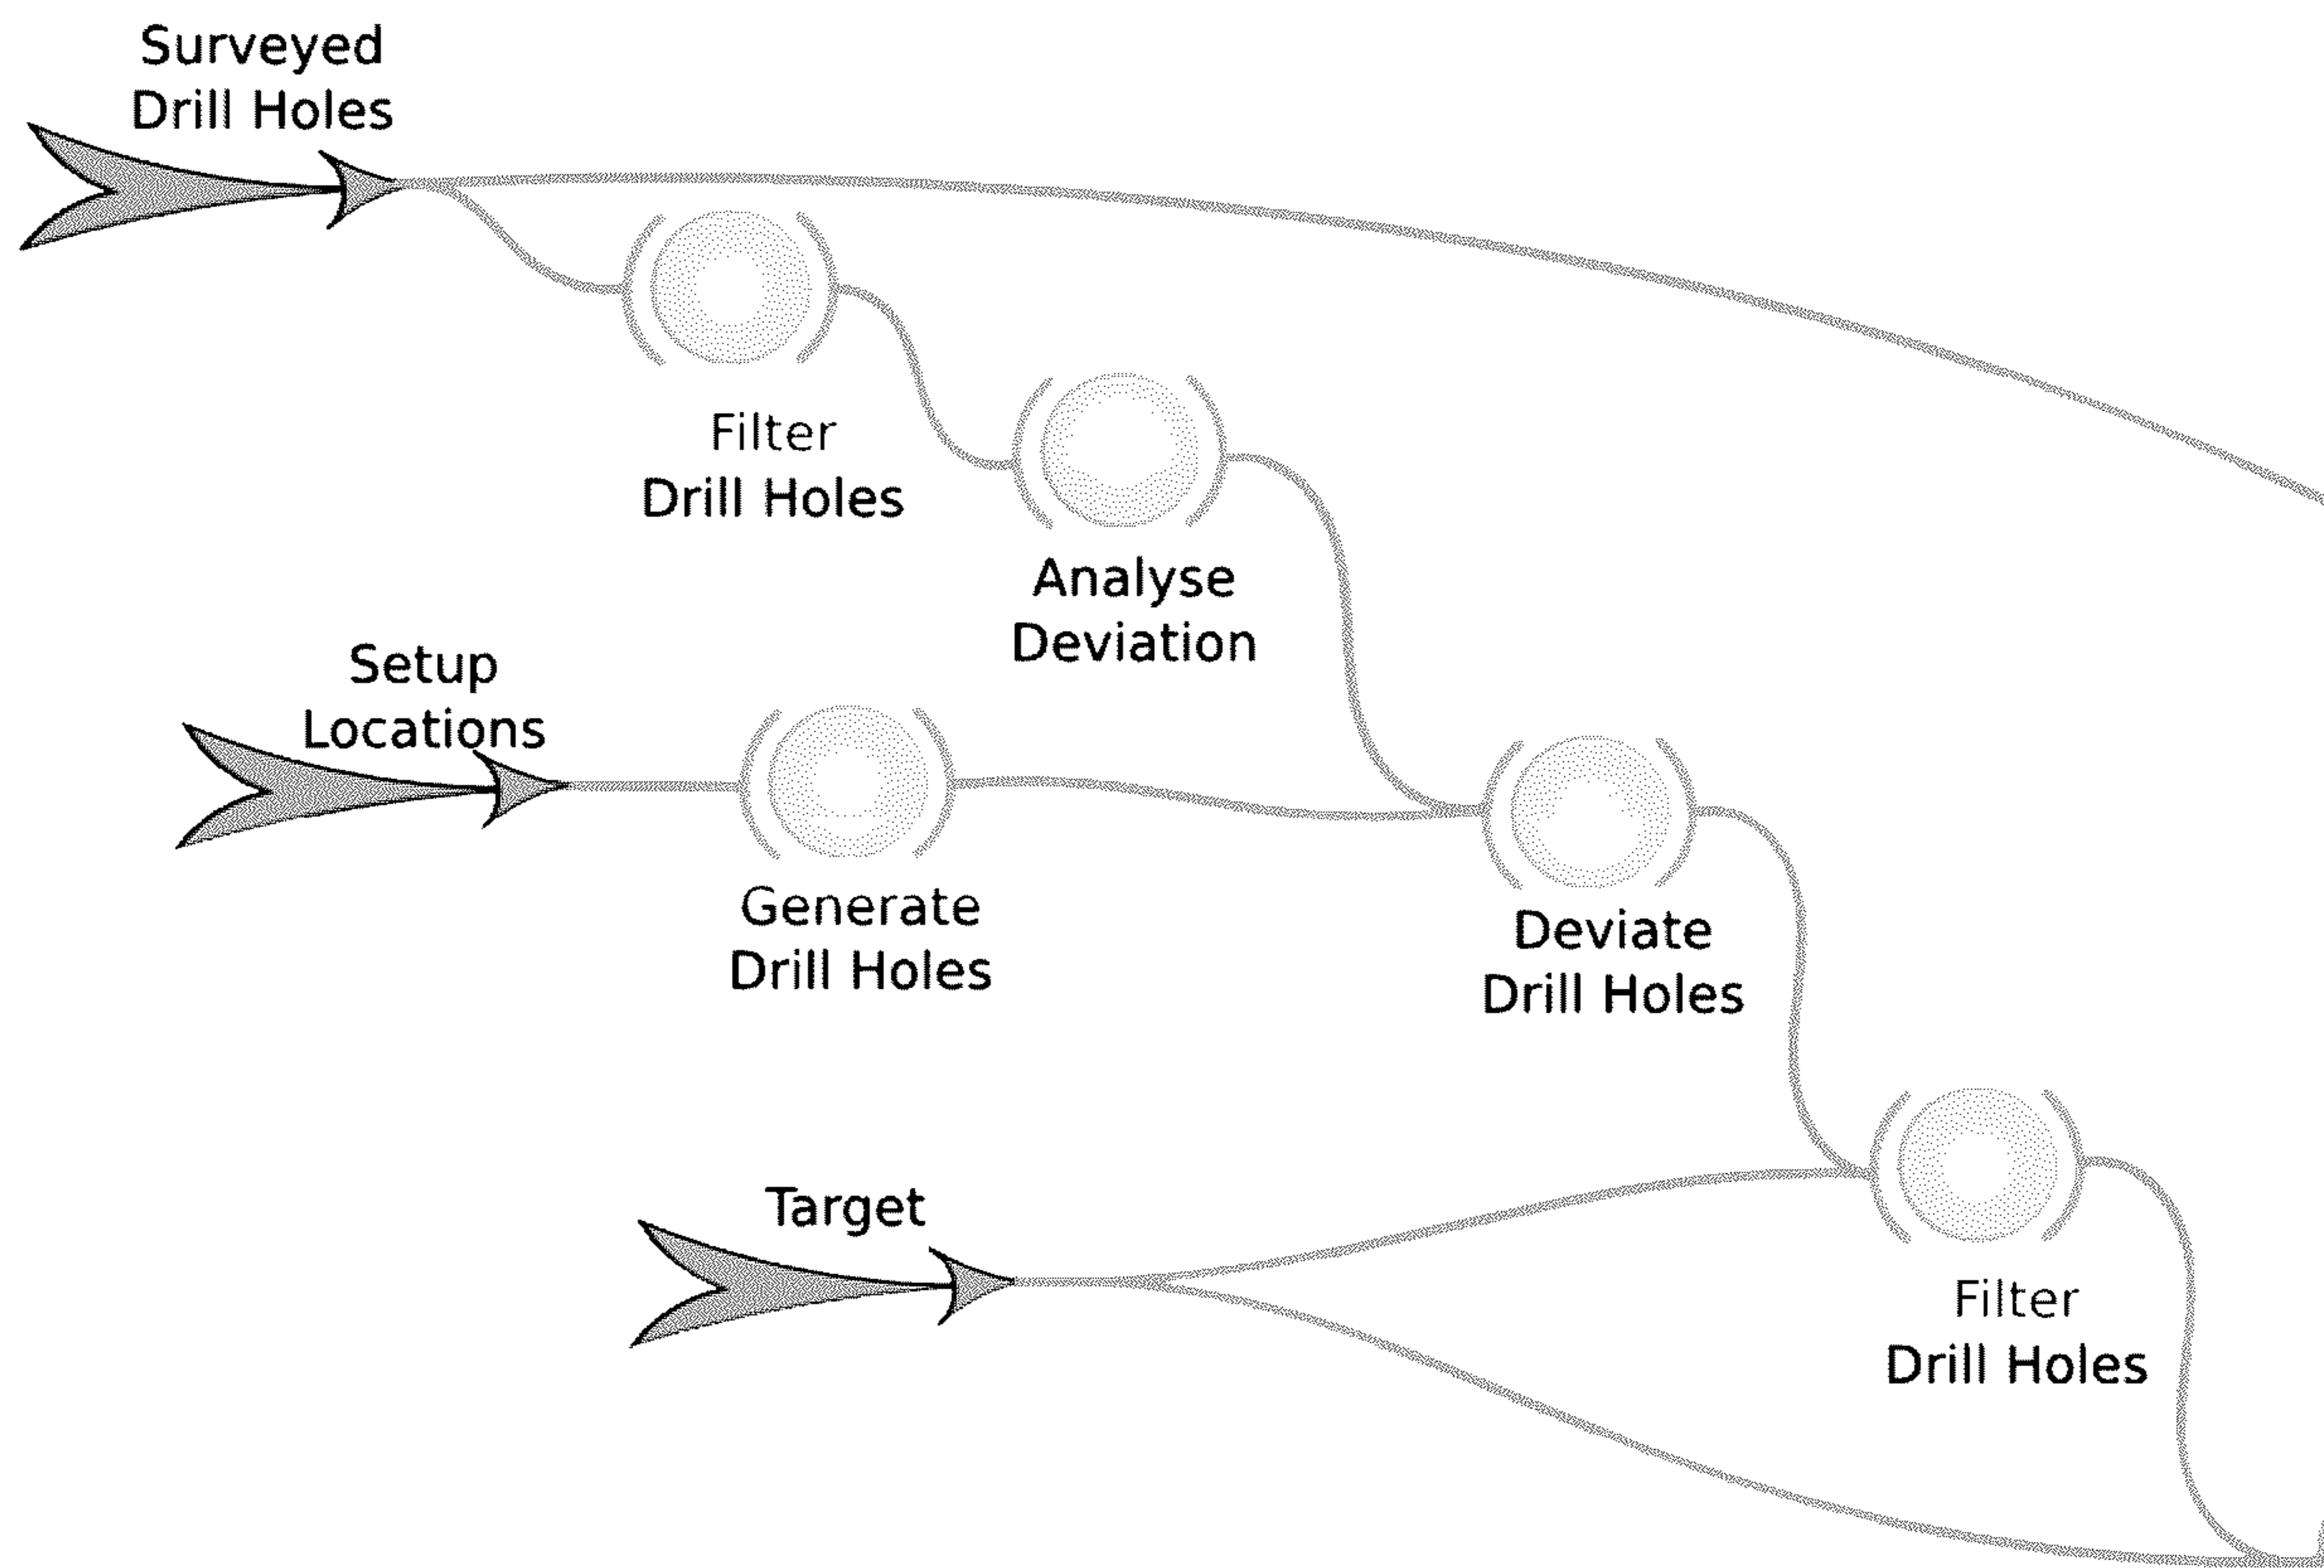 Surveyed
Drill Holes
Filter
Drill Holes
Analyse
Deviation
Setup
Locations
Generate
Drill Holes
Deviate
Drill Holes
Target
Filter
Drill Holes